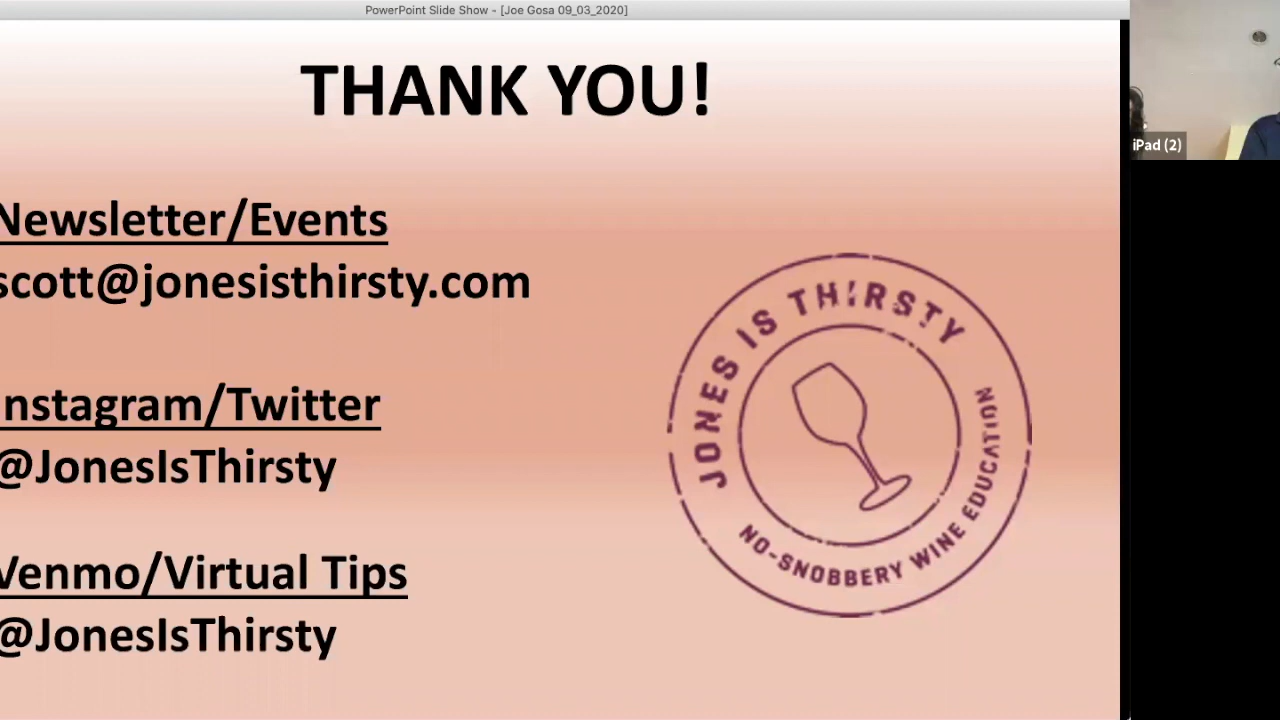 PowerPoint Slide Show - [Joe Gosa 09_03_2020]
THANK YOU!
Newsletter/Events
scott@jonesisthirsty.com
nstagram/Twitter
@JonesIsThirsty
Venmo/Virtual Tips
@JonesIsThirsty
JONES IS THIRSTY
NO-SNOBBERY WINE EDUCATION
iPad (2)